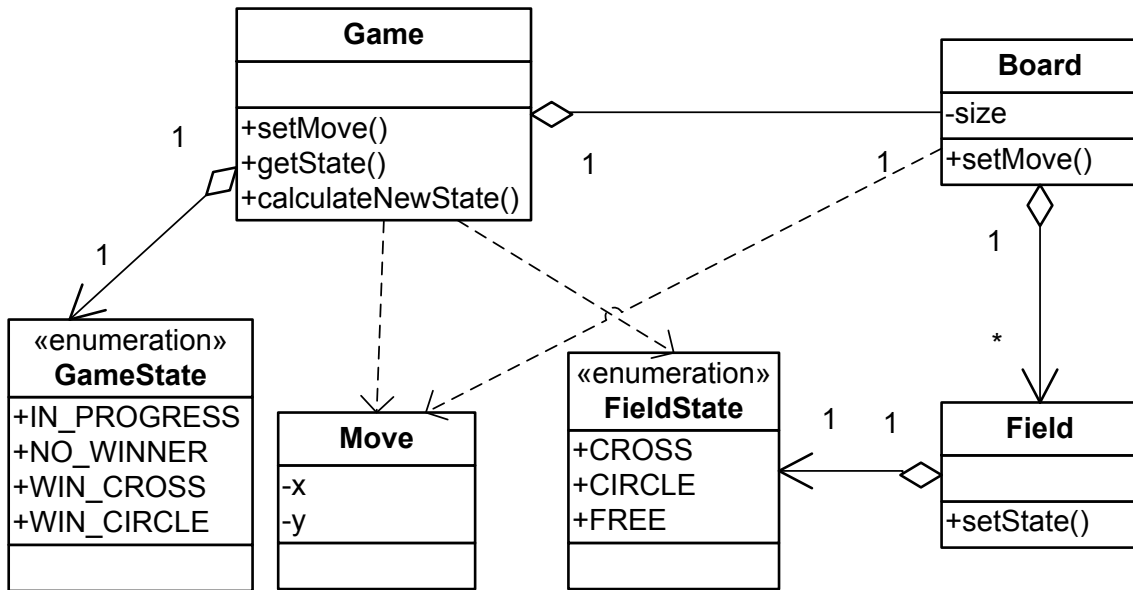 Game
+setMove()
+getState()
+calculateNewState()
Board
-size
+setMove()
1
1
1
1
1
*
«enumeration»
GameState
+IN_PROGRESS
+NO_WINNER
+WIN_CROSS
+WIN_CIRCLE
Move
-x
-y
«enumeration»
FieldState
+CROSS
+CIRCLE
+FREE
1
1
Field
+setState()